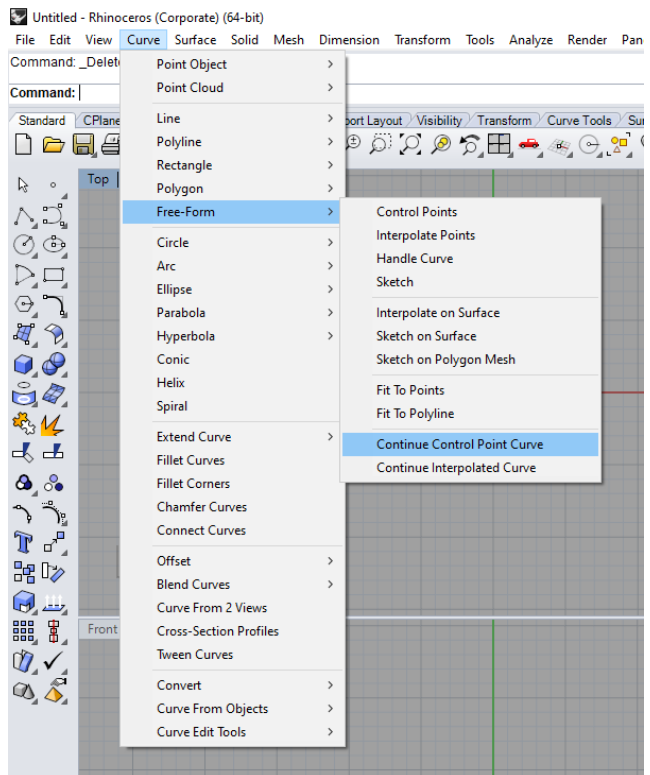 Untitled - Rhinoceros (Corporate) (64-bit)
File Edit View Curve Surface Solid Mesh Dimension Transform Tools Analyze Render Pan
Command: _Delet
Command:
Standard CPlane port Layout Visibility Transform Curve Tools Sur
Top
Point Object
Point Cloud
Line
Polyline
Rectangle
Polygon
Free-Form
Circle
Arc
Ellipse
Parabola
Hyperbola
Conic
Helix
Spiral
Extend Curve
Fillet Curves
Fillet Corners
Chamfer Curves
Connect Curves
Offset
Blend Curves
Curve From 2 Views
Cross-Section Profiles
Tween Curves
Convert
Curve From Objects
Curve Edit Tools
Control Points
Interpolate Points
Handle Curve
Sketch
Interpolate on Surface
Sketch on Surface
Sketch on Polygon Mesh
Fit To Points
Fit To Polyline
Continue Control Point Curve
Continue Interpolated Curve
Front